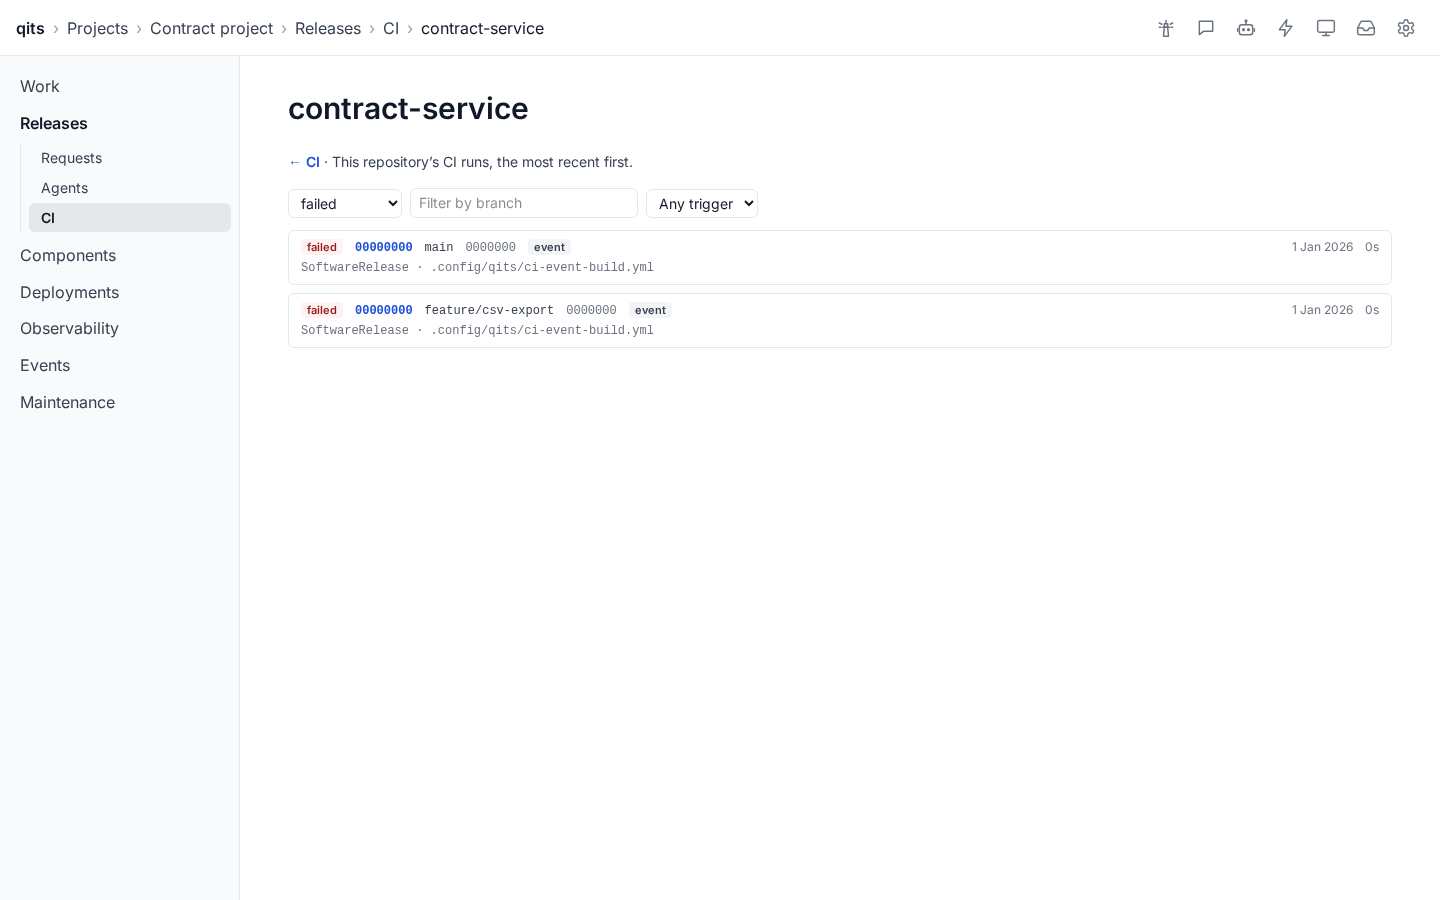 qits › Projects › Contract project › Releases › CI › contract-service
Work
Releases
Requests
Agents
CI
Components
Deployments
Observability
Events
Maintenance
contract-service
← CI · This repository’s CI runs, the most recent first.
failed Filter by branch Any trigger
failed 00000000 main 0000000 event 1 Jan 2026 0s
SoftwareRelease · .config/qits/ci-event-build.yml
failed 00000000 feature/csv-export 0000000 event 1 Jan 2026 0s
SoftwareRelease · .config/qits/ci-event-build.yml